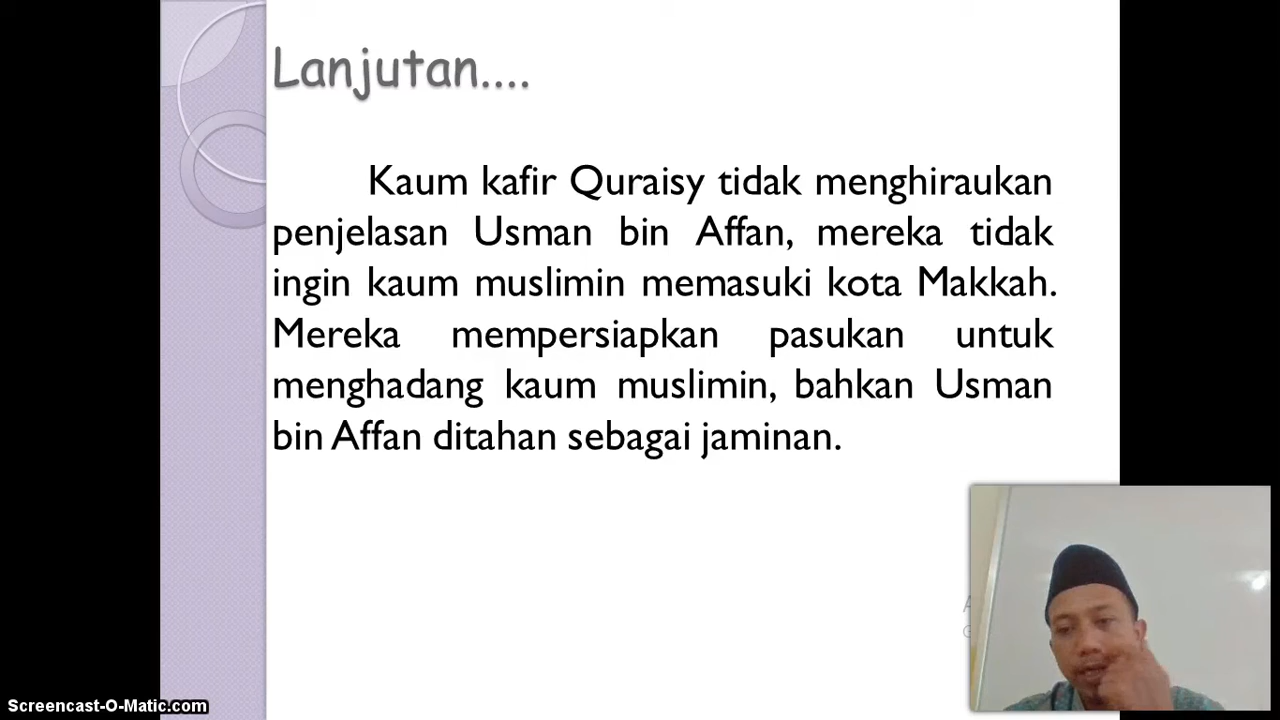 Lanjutan....
Kaum kafir Quraisy tidak menghiraukan
penjelasan Usman bin Affan, mereka tidak
ingin kaum muslimin memasuki kota Makkah.
Mereka mempersiapkan pasukan untuk
menghadang kaum muslimin, bahkan Usman
bin Affan ditahan sebagai jaminan.
Screencast-O-Matic.com